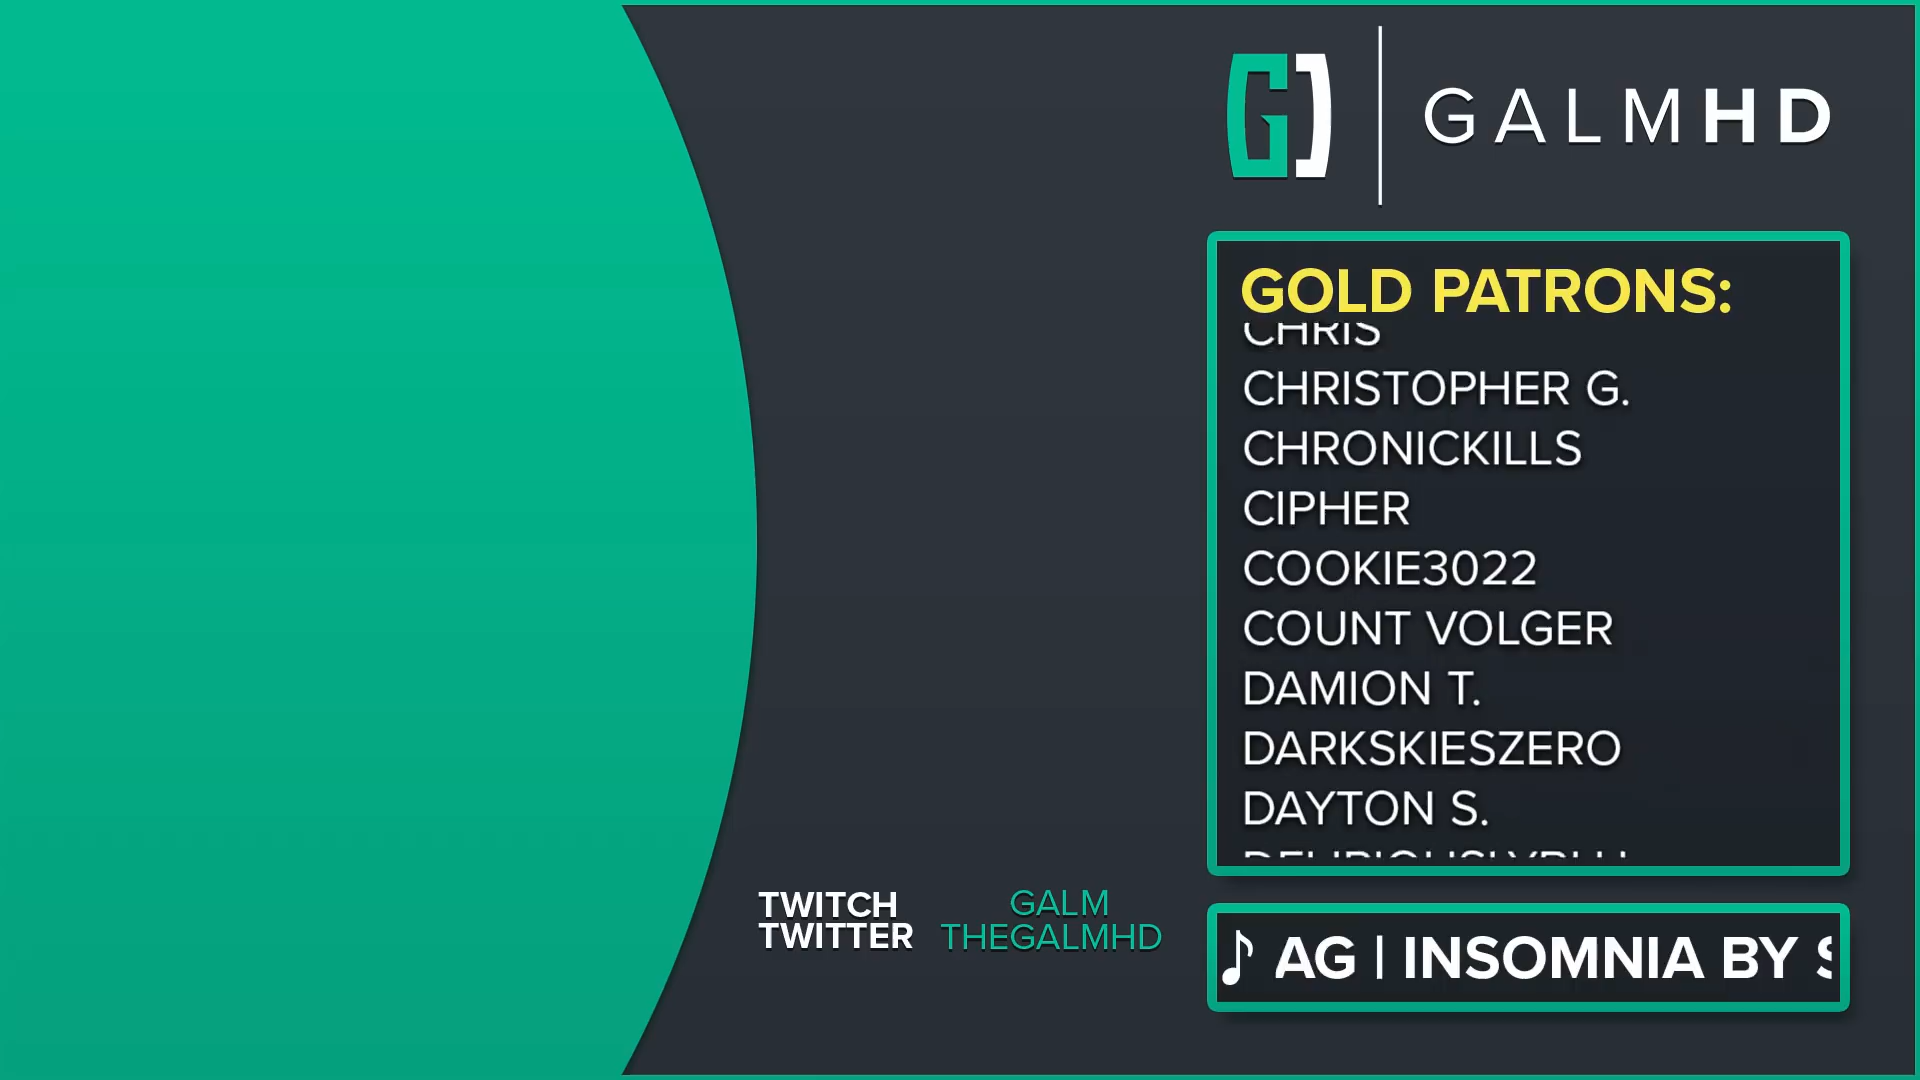 GALMHD
GOLD PATRONS:
CHRIS
CHRISTOPHER G.
CHRONICKILLS
CIPHER
COOKIE3022
COUNT VOLGER
DAMION T.
DARKSKIESZERO
DAYTON S.
TWITCH GALM
TWITTER THEGALMHD
♪ AG | INSOMNIA BY